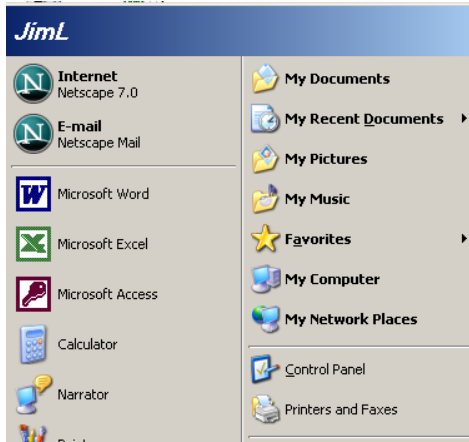 JimL
Internet
Netscape 7.0
E-mail
Netscape Mail
Microsoft Word
Microsoft Excel
Microsoft Access
Calculator
Narrator
My Documents
My Recent Documents
My Pictures
My Music
Favorites
My Computer
My Network Places
Control Panel
Printers and Faxes